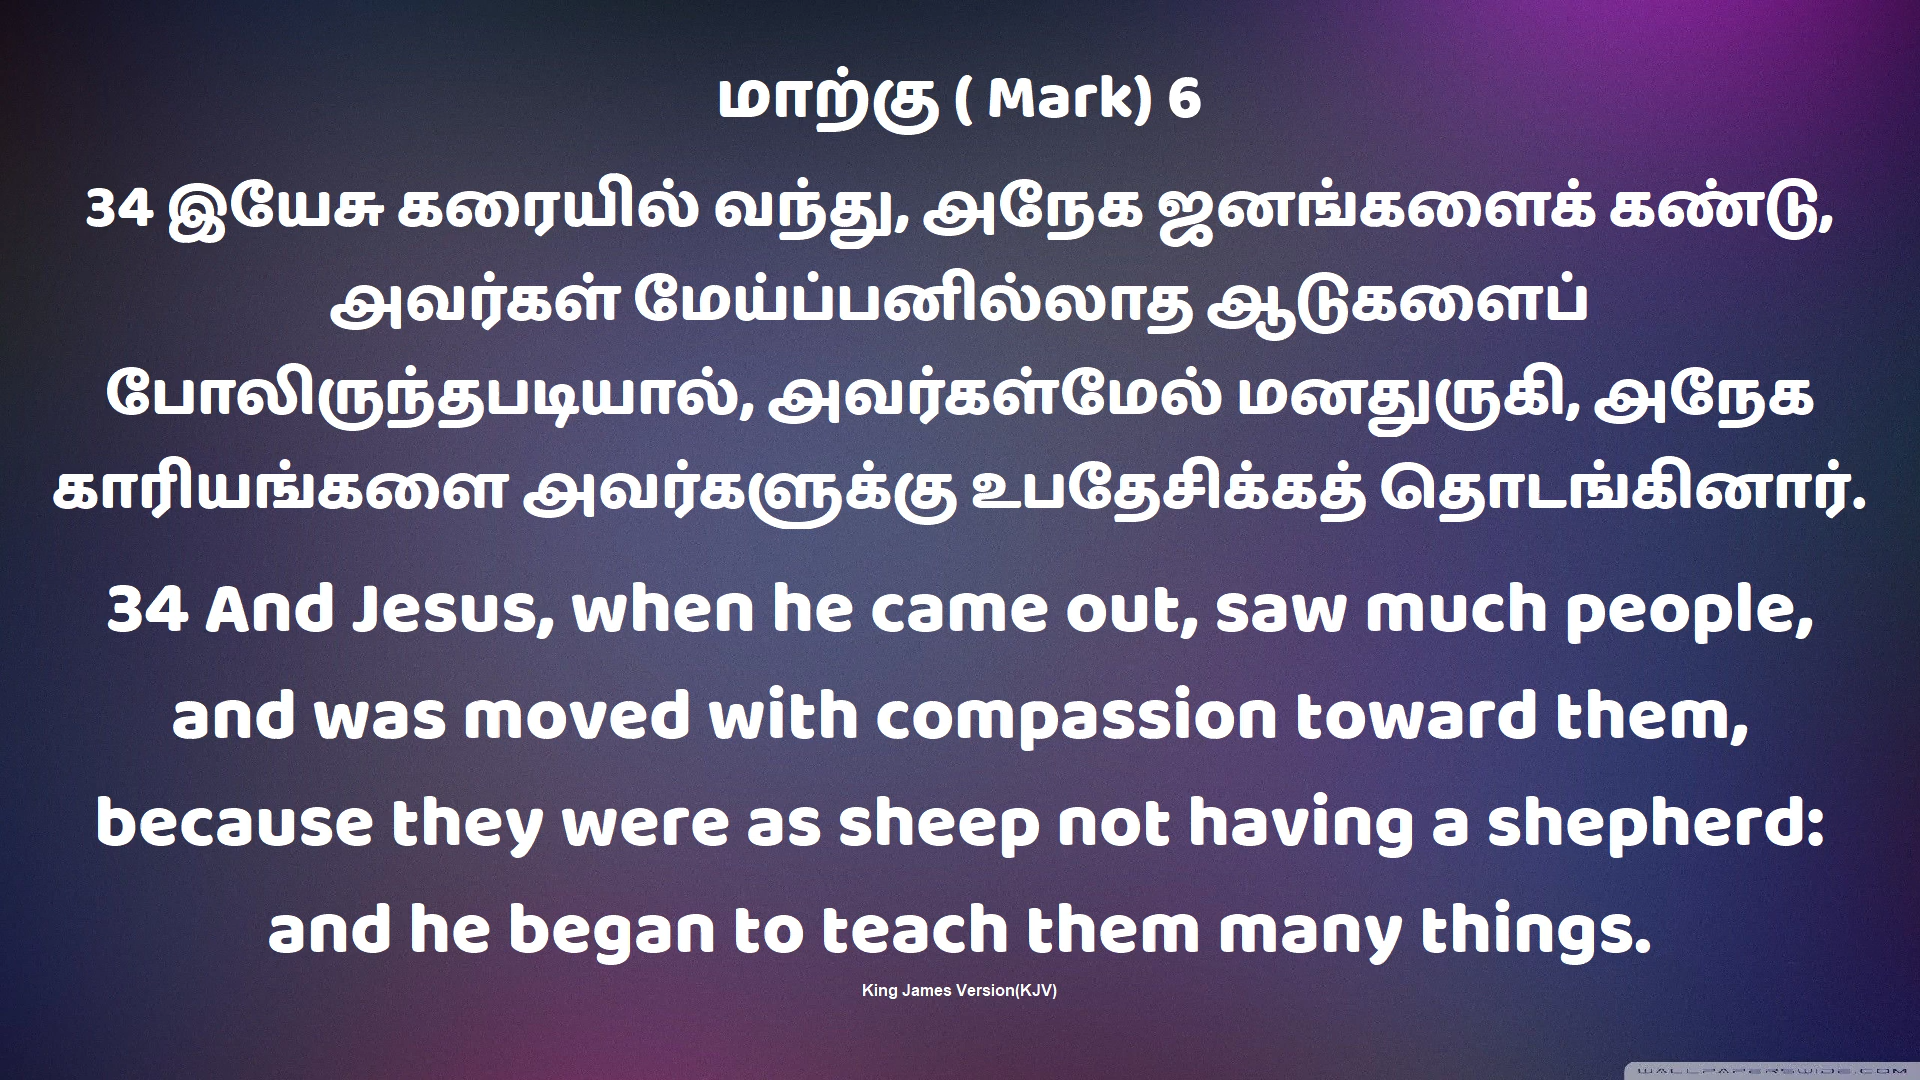 மாற்கு ( Mark) 6
34 இயேசு கரையில் வந்து, அநேக ஜனங்களைக் கண்டு,
அவர்கள் மேய்ப்பனில்லாத ஆடுகளைப்
போலிருந்தபடியால், அவர்கள்மேல் மனதுருகி, அநேக
காரியங்களை அவர்களுக்கு உபதேசிக்கத் தொடங்கினார்.
34 And Jesus, when he came out, saw much people,
and was moved with compassion toward them,
because they were as sheep not having a shepherd:
and he began to teach them many things.
King James Version(KJV)
WALLPAPERSWIDE.COM